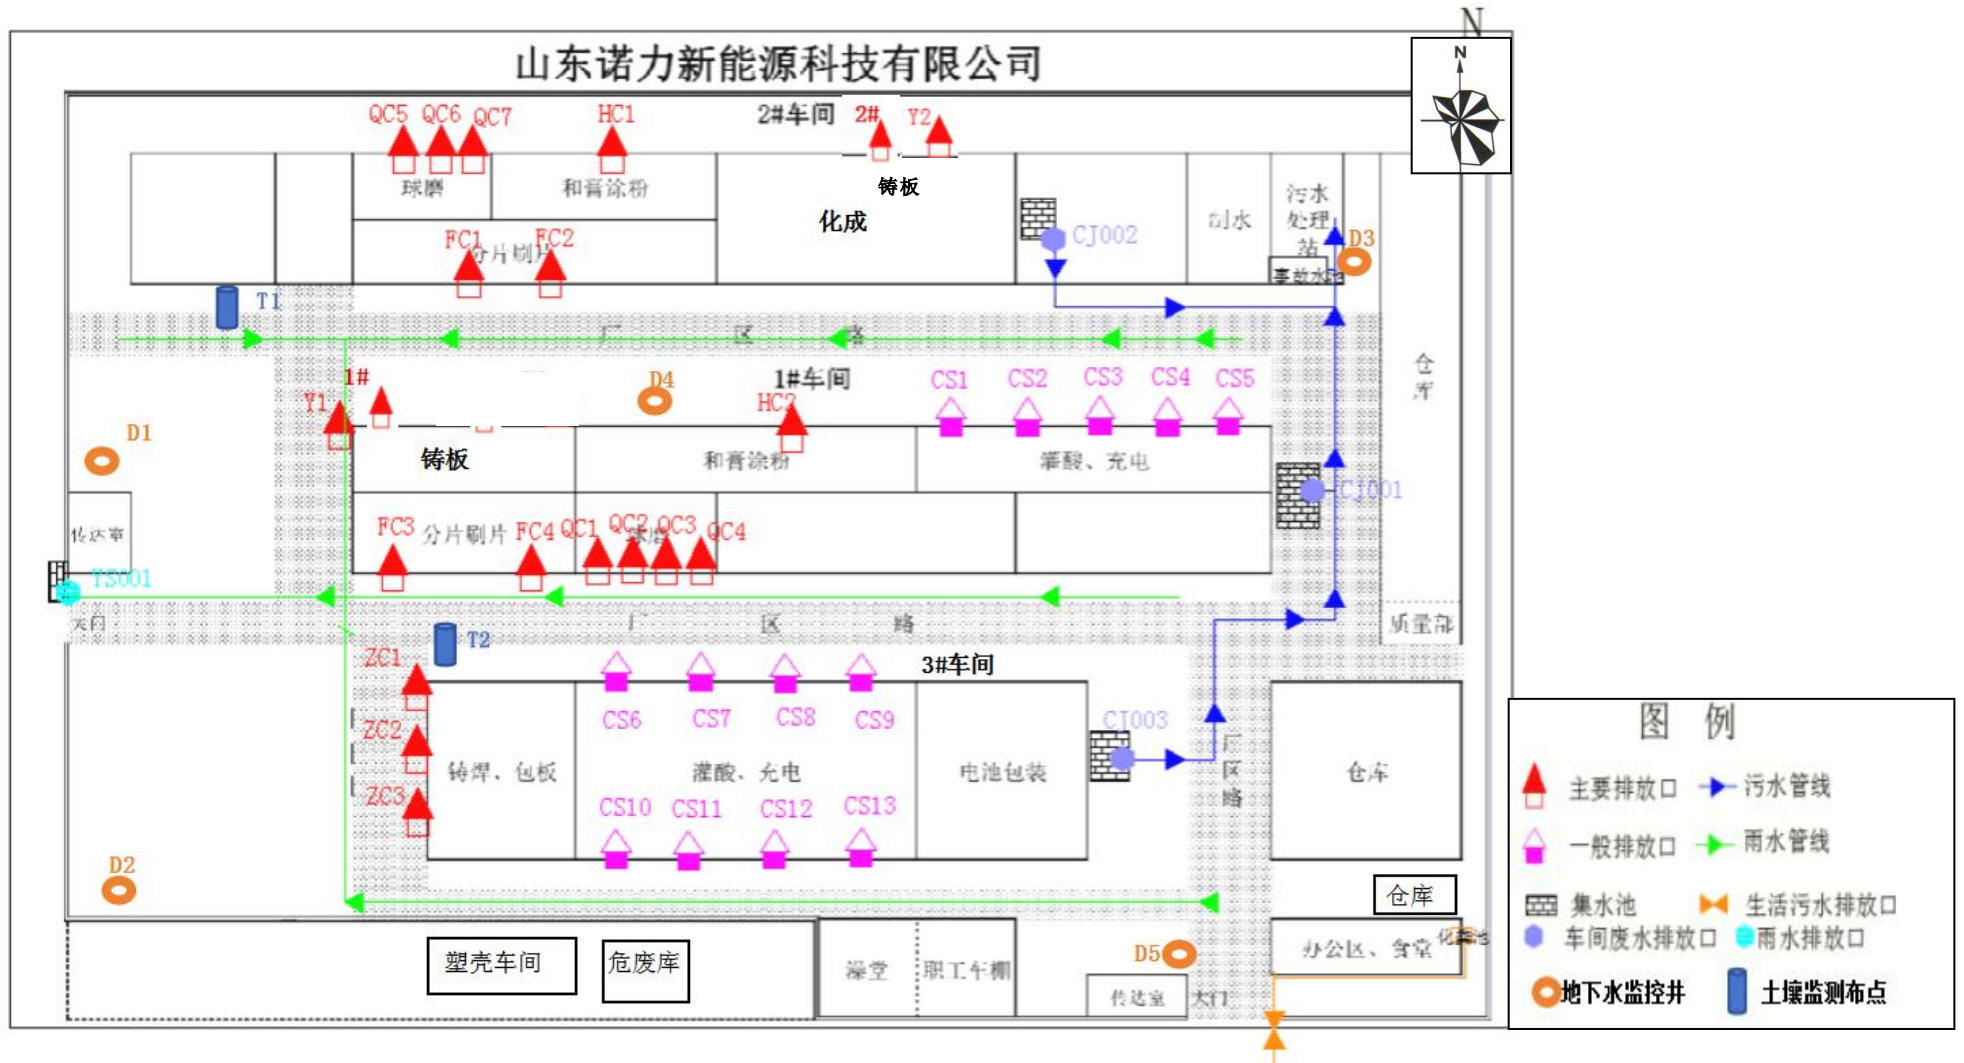 N
山东诺力新能源科技有限公司
N
QC5 QC6 QC7 HC1 2#车间 2# Y2
球磨 和膏涂粉 铸板
化成
制水
污水
处理
站
事故水池
FC1 FC2
分片刷片
CJ002
D3
T1
厂 区 路
仓
库
1# D4 1#车间 CS1 CS2 CS3 CS4 CS5
Y1 HC2
D1
铸板 和膏涂粉 灌酸、充电
CJ001
传达室
FC3 分片刷片 FC4 QC1 QC2 QC3 QC4
球磨
YS001
大门
厂 区 路
质量部
T2
ZC1 3#车间
CS6 CS7 CS8 CS9
ZC2 CJ003
铸焊、包板 灌酸、充电 电池包装
厂
区
路
仓库
ZC3 CS10 CS11 CS12 CS13
D2
仓库
塑壳车间 危废库 澡堂 职工车棚 D5
办公区、食堂 化粪池
传达室 大门
图 例
主要排放口 污水管线
一般排放口 雨水管线
集水池 生活污水排放口
车间废水排放口 雨水排放口
地下水监控井 土壤监测布点